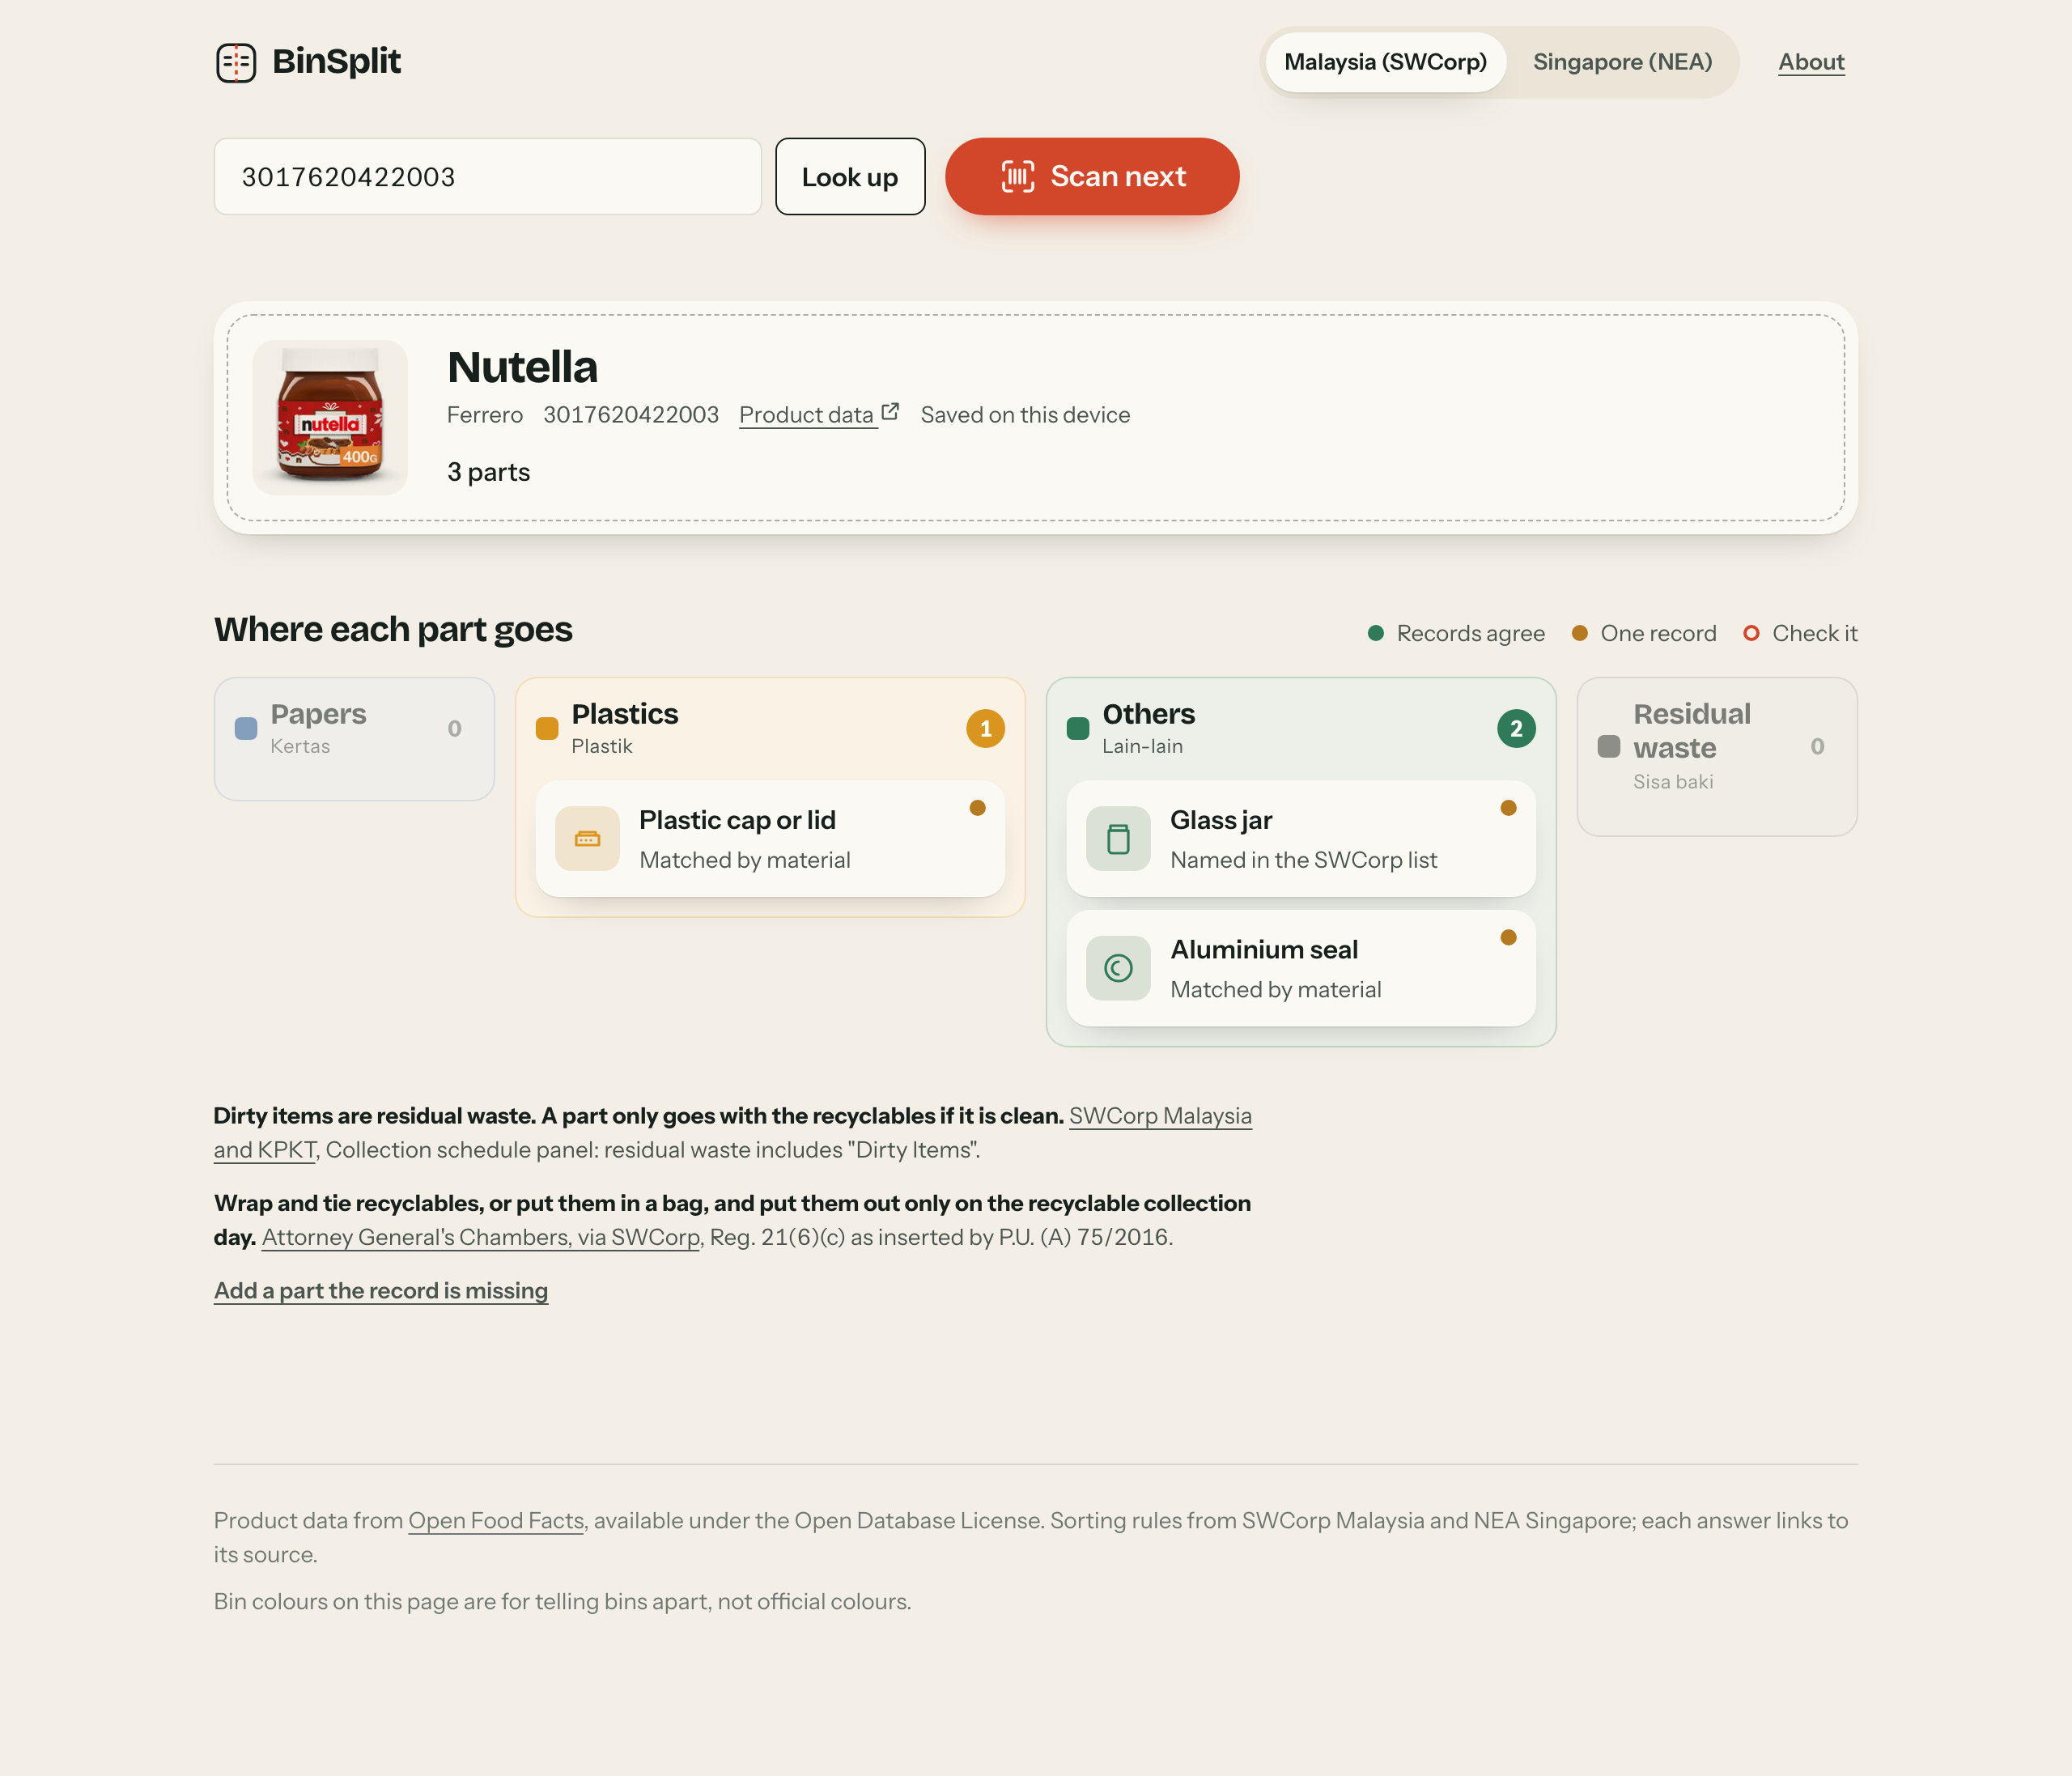 BinSplit
Malaysia (SWCorp)
Singapore (NEA)
About
3017620422003
Look up
Scan next
nutella
400G
Nutella
Ferrero 3017620422003 Product data Saved on this device
3 parts
Where each part goes
Records agree
One record
Check it
Papers
Kertas
0
Plastics
Plastik
1
Plastic cap or lid
Matched by material
Others
Lain-lain
2
Glass jar
Named in the SWCorp list
Aluminium seal
Matched by material
Residual
waste
Sisa baki
0
Dirty items are residual waste. A part only goes with the recyclables if it is clean. SWCorp Malaysia
and KPKT, Collection schedule panel: residual waste includes "Dirty Items".
Wrap and tie recyclables, or put them in a bag, and put them out only on the recyclable collection
day. Attorney General's Chambers, via SWCorp, Reg. 21(6)(c) as inserted by P.U. (A) 75/2016.
Add a part the record is missing
Product data from Open Food Facts, available under the Open Database License. Sorting rules from SWCorp Malaysia and NEA Singapore; each answer links to
its source.
Bin colours on this page are for telling bins apart, not official colours.